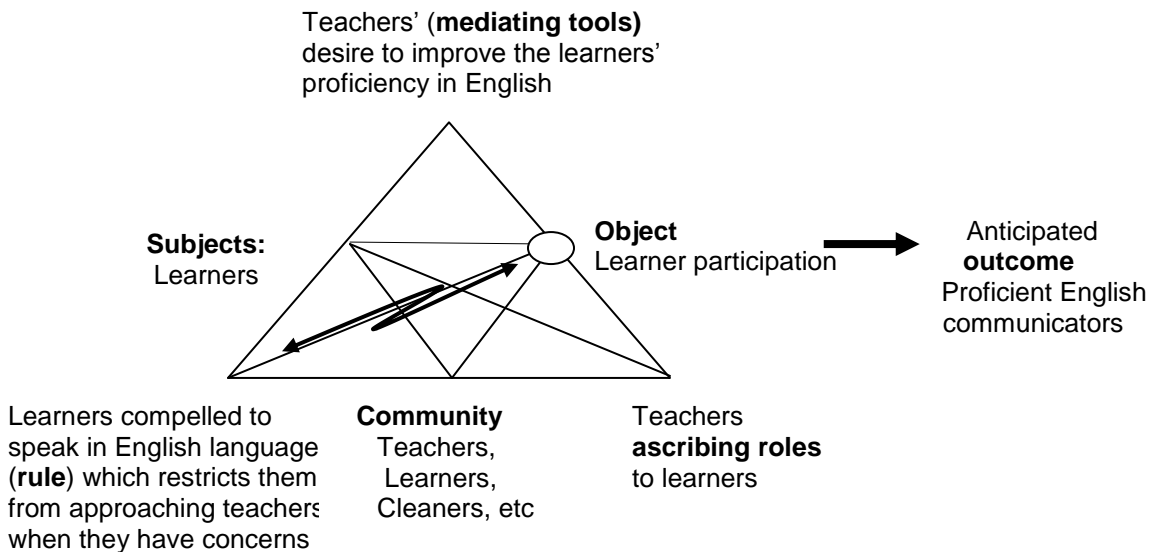 Teachers’ (mediating tools)
desire to improve the learners’
proficiency in English
Subjects:
Learners
Object
Learner participation
Anticipated
outcome
Proficient English
communicators
Learners compelled to
speak in English language
(rule) which restricts them
from approaching teachers
when they have concerns
Community
Teachers,
Learners,
Cleaners, etc
Teachers
ascribing roles
to learners